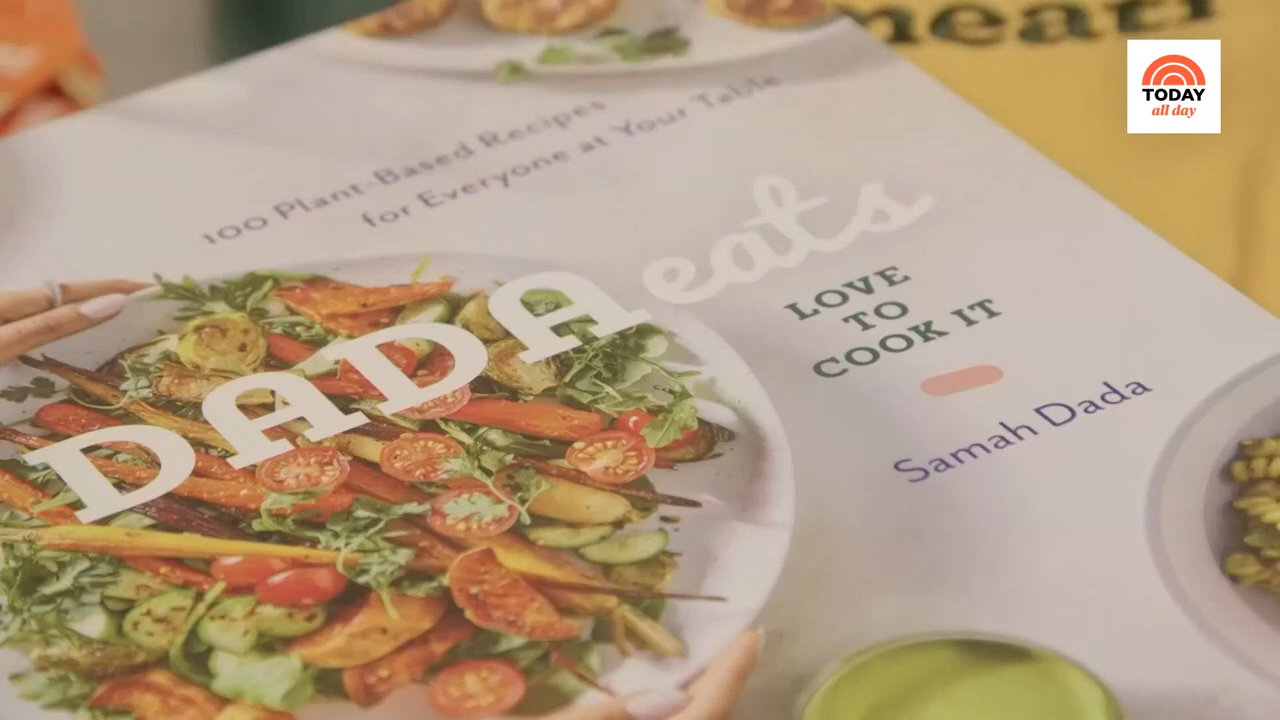 100 Plant-Based Recipes
for Everyone at Your Table
DADA eats
LOVE
TO
COOK IT
Samah Dada
TODAY
all day